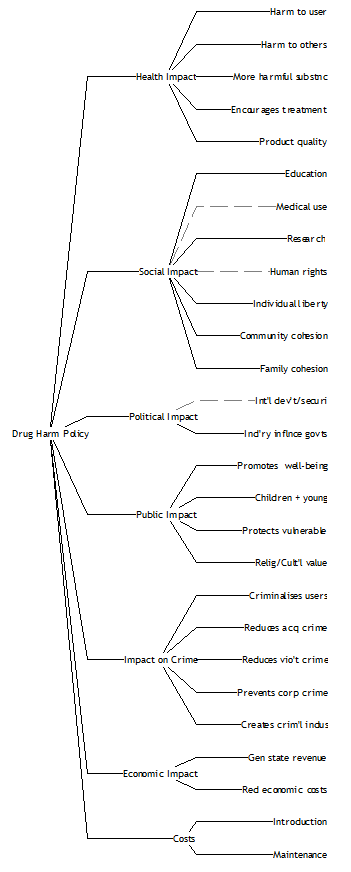 Harm to user
Harm to others
Health Impact
More harmful substnc
Encourages treatment
Product quality
Education
Medical use
Research
Social Impact
Human rights
Individual liberty
Community cohesion
Family cohesion
Int'l dev't/securi
Political Impact
Ind'ry inflnce govts
Drug Harm Policy
Promotes well-being
Children + young
Public Impact
Protects vulnerable
Relig/Cult'l value
Criminalises users
Reduces acq crime
Impact on Crime
Reduces vio't crime
Prevents corp crime
Creates crim'l indus
Gen state revenue
Economic Impact
Red economic costs
Introduction
Costs
Maintenance